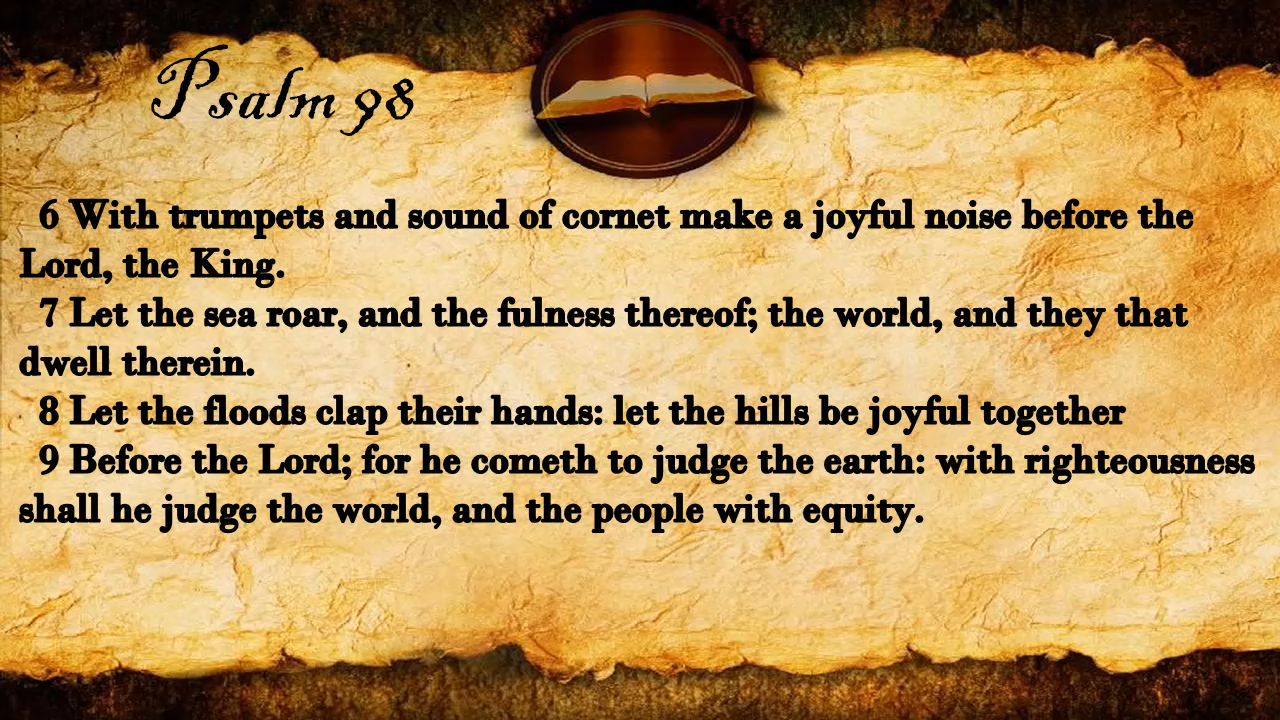 Psalm 98
6 With trumpets and sound of cornet make a joyful noise before the
Lord, the King.
7 Let the sea roar, and the fulness thereof; the world, and they that
dwell therein.
8 Let the floods clap their hands: let the hills be joyful together
9 Before the Lord; for he cometh to judge the earth: with righteousness
shall he judge the world, and the people with equity.